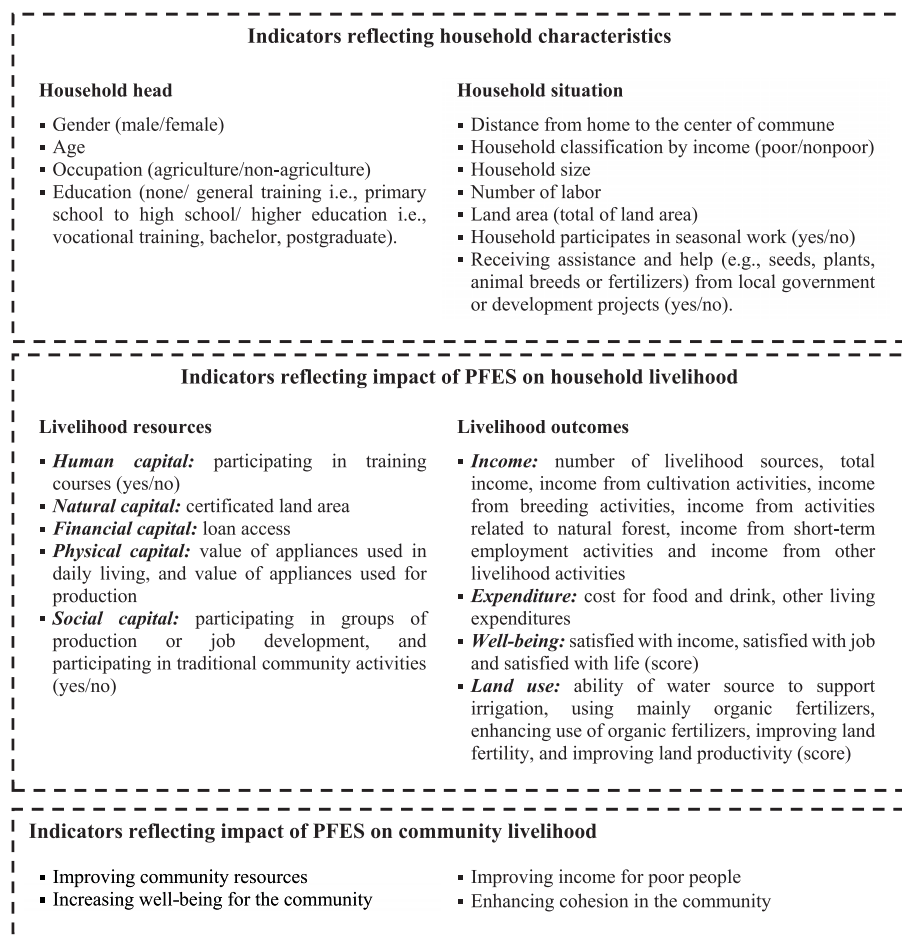 Indicators reflecting household characteristics
Household head
▪ Gender (male/female)
▪ Age
▪ Occupation (agriculture/non-agriculture)
▪ Education (none/ general training i.e., primary
school to high school/ higher education i.e.,
vocational training, bachelor, postgraduate).
Household situation
▪ Distance from home to the center of commune
▪ Household classification by income (poor/nonpoor)
▪ Household size
▪ Number of labor
▪ Land area (total of land area)
▪ Household participates in seasonal work (yes/no)
▪ Receiving assistance and help (e.g., seeds, plants,
animal breeds or fertilizers) from local government
or development projects (yes/no).
Indicators reflecting impact of PFES on household livelihood
Livelihood resources
▪ Human capital: participating in training
courses (yes/no)
▪ Natural capital: certificated land area
▪ Financial capital: loan access
▪ Physical capital: value of appliances used in
daily living, and value of appliances used for
production
▪ Social capital: participating in groups of
production or job development, and
participating in traditional community activities
(yes/no)
Livelihood outcomes
▪ Income: number of livelihood sources, total
income, income from cultivation activities, income
from breeding activities, income from activities
related to natural forest, income from short-term
employment activities and income from other
livelihood activities
▪ Expenditure: cost for food and drink, other living
expenditures
▪ Well-being: satisfied with income, satisfied with job
and satisfied with life (score)
▪ Land use: ability of water source to support
irrigation, using mainly organic fertilizers,
enhancing use of organic fertilizers, improving land
fertility, and improving land productivity (score)
Indicators reflecting impact of PFES on community livelihood
▪ Improving community resources
▪ Increasing well-being for the community
▪ Improving income for poor people
▪ Enhancing cohesion in the community